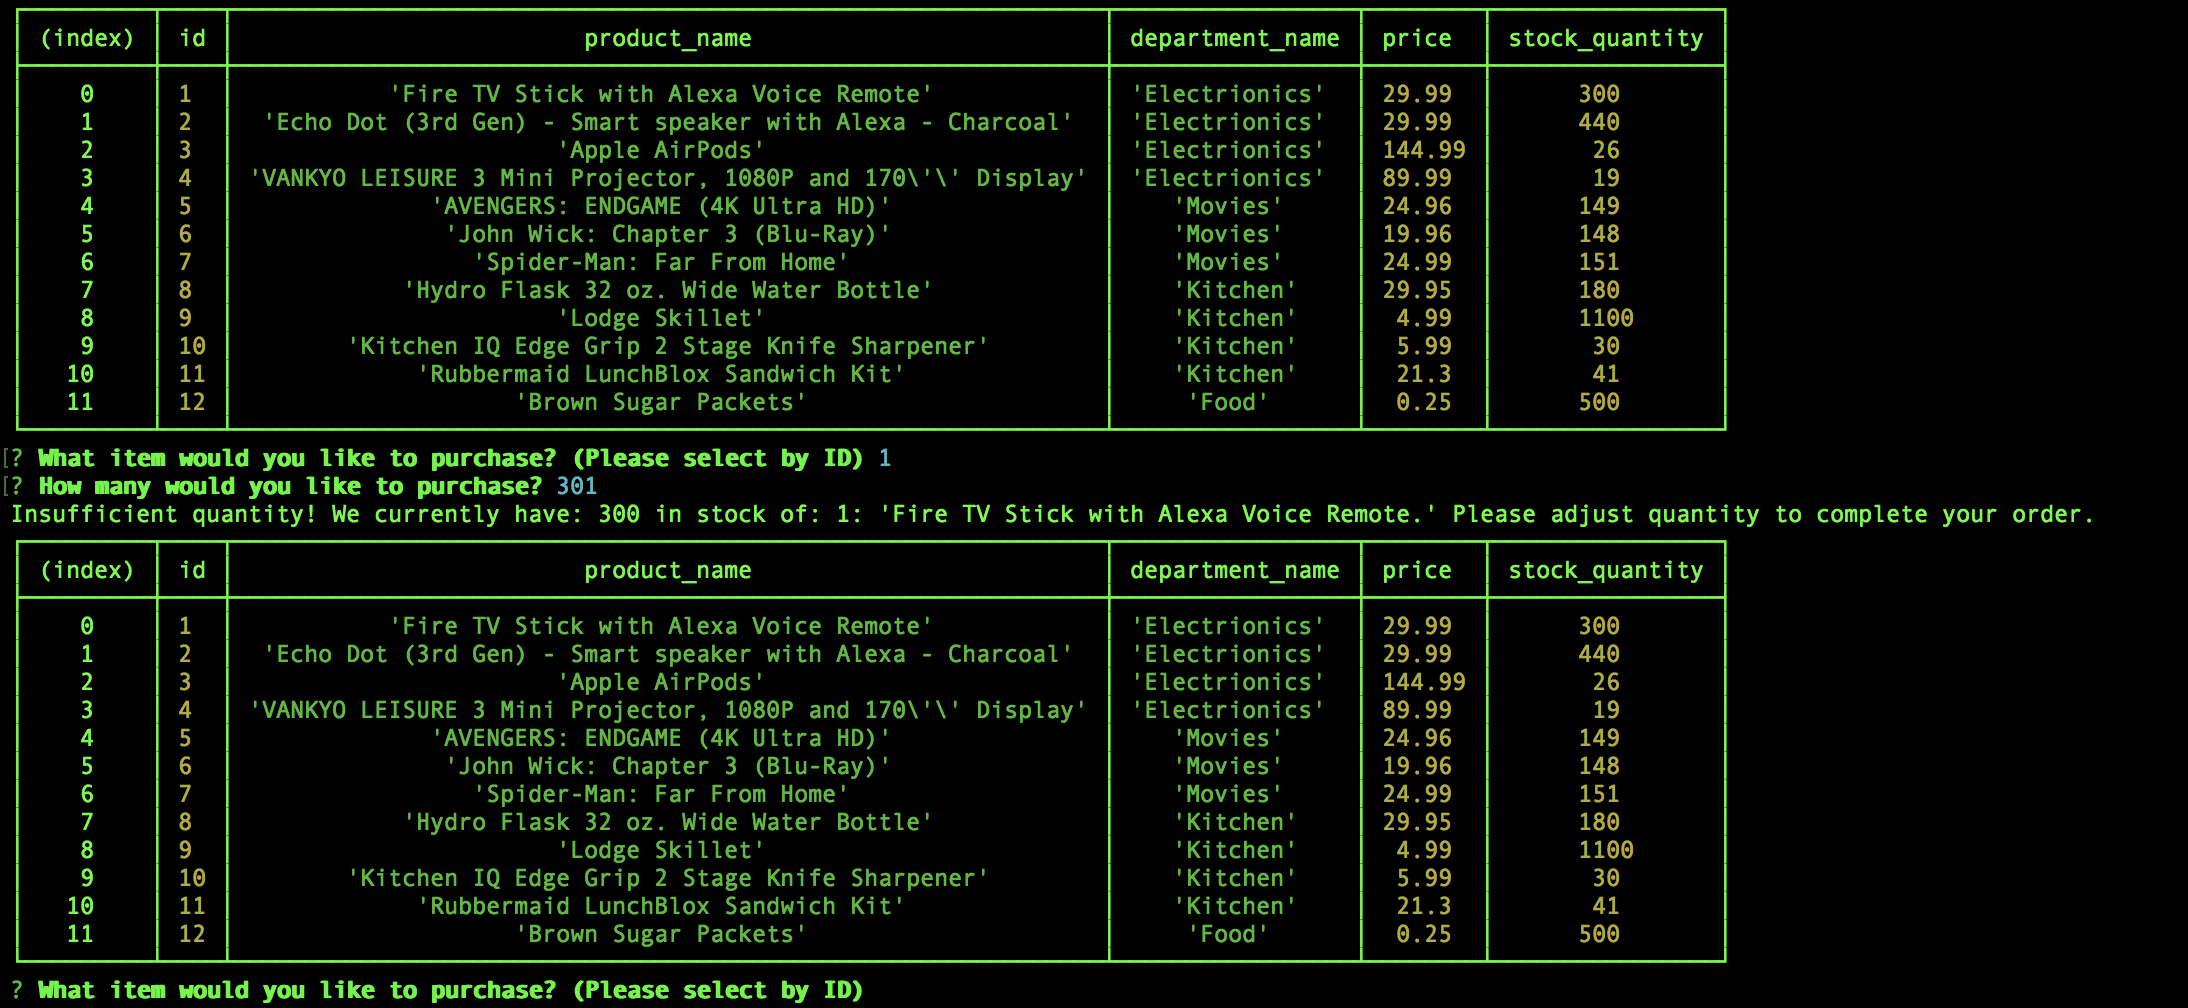 (index) id product_name department_name price stock_quantity
0 1 'Fire TV Stick with Alexa Voice Remote' 'Electrionics' 29.99 300
1 2 'Echo Dot (3rd Gen) - Smart speaker with Alexa - Charcoal' 'Electrionics' 29.99 440
2 3 'Apple AirPods' 'Electrionics' 144.99 26
3 4 'VANKYO LEISURE 3 Mini Projector, 1080P and 170\'\' Display' 'Electrionics' 89.99 19
4 5 'AVENGERS: ENDGAME (4K Ultra HD)' 'Movies' 24.96 149
5 6 'John Wick: Chapter 3 (Blu-Ray)' 'Movies' 19.96 148
6 7 'Spider-Man: Far From Home' 'Movies' 24.99 151
7 8 'Hydro Flask 32 oz. Wide Water Bottle' 'Kitchen' 29.95 180
8 9 'Lodge Skillet' 'Kitchen' 4.99 1100
9 10 'Kitchen IQ Edge Grip 2 Stage Knife Sharpener' 'Kitchen' 5.99 30
10 11 'Rubbermaid LunchBlox Sandwich Kit' 'Kitchen' 21.3 41
11 12 'Brown Sugar Packets' 'Food' 0.25 500
[? What item would you like to purchase? (Please select by ID) 1
[? How many would you like to purchase? 301
Insufficient quantity! We currently have: 300 in stock of: 1: 'Fire TV Stick with Alexa Voice Remote.' Please adjust quantity to complete your order.
(index) id product_name department_name price stock_quantity
0 1 'Fire TV Stick with Alexa Voice Remote' 'Electrionics' 29.99 300
1 2 'Echo Dot (3rd Gen) - Smart speaker with Alexa - Charcoal' 'Electrionics' 29.99 440
2 3 'Apple AirPods' 'Electrionics' 144.99 26
3 4 'VANKYO LEISURE 3 Mini Projector, 1080P and 170\'\' Display' 'Electrionics' 89.99 19
4 5 'AVENGERS: ENDGAME (4K Ultra HD)' 'Movies' 24.96 149
5 6 'John Wick: Chapter 3 (Blu-Ray)' 'Movies' 19.96 148
6 7 'Spider-Man: Far From Home' 'Movies' 24.99 151
7 8 'Hydro Flask 32 oz. Wide Water Bottle' 'Kitchen' 29.95 180
8 9 'Lodge Skillet' 'Kitchen' 4.99 1100
9 10 'Kitchen IQ Edge Grip 2 Stage Knife Sharpener' 'Kitchen' 5.99 30
10 11 'Rubbermaid LunchBlox Sandwich Kit' 'Kitchen' 21.3 41
11 12 'Brown Sugar Packets' 'Food' 0.25 500
? What item would you like to purchase? (Please select by ID)